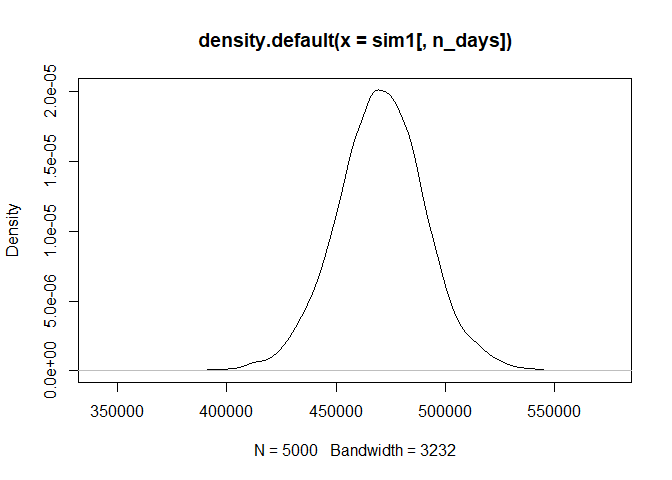 density.default(x = sim1[, n_days])
Density
2.0e-05
1.5e-05
1.0e-05
5.0e-06
0.0e+00
350000 400000 450000 500000 550000
N = 5000 Bandwidth = 3232